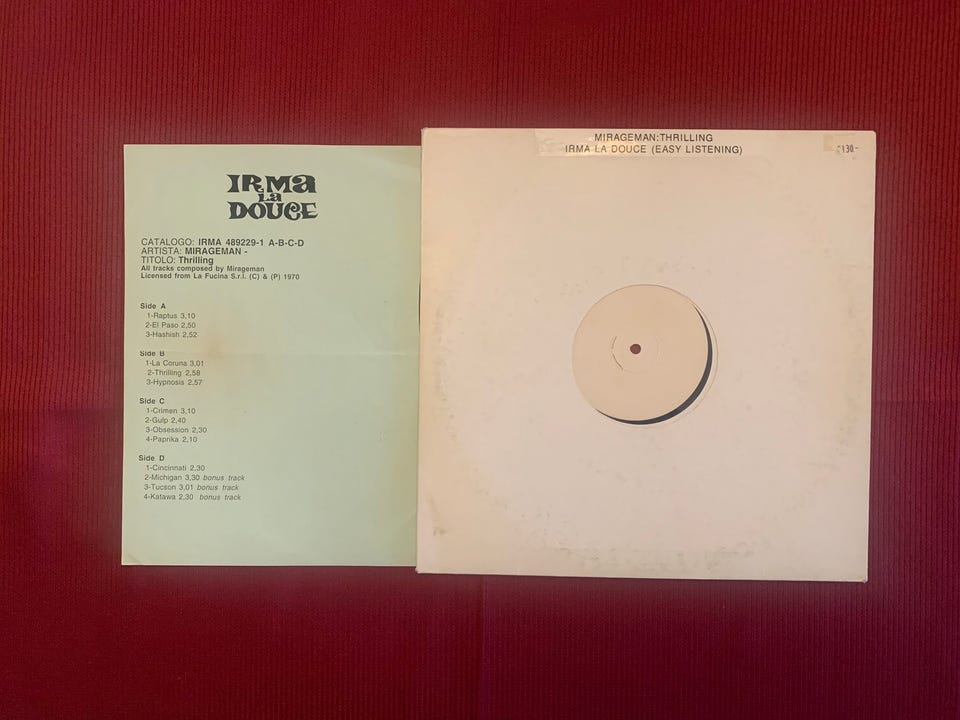 IRMA
La
DOUCE
CATALOGO: IRMA 489229-1 A-B-C-D
ARTISTA: MIRAGEMAN -
TITOLO: Thrilling
All tracks composed by Mirageman
Licensed from La Fucina S.r.l. (C) & (P) 1970
Side A
1-Raptus 3,10
2-El Paso 2,50
3-Hashish 2,52
Side B
1-La Coruna 3,01
2-Thrilling 2,58
3-Hypnosis 2,57
Side C
1-Crimen 3,10
2-Gulp 2,40
3-Obsession 2,30
4-Paprika 2,10
Side D
1-Cincinnati 2,30
2-Michigan 3,30 bonus track
3-Tucson 3,01 bonus track
4-Katawa 2,30 bonus track
MIRAGEMAN:THRILLING
IRMA LA DOUCE (EASY LISTENING)
130-